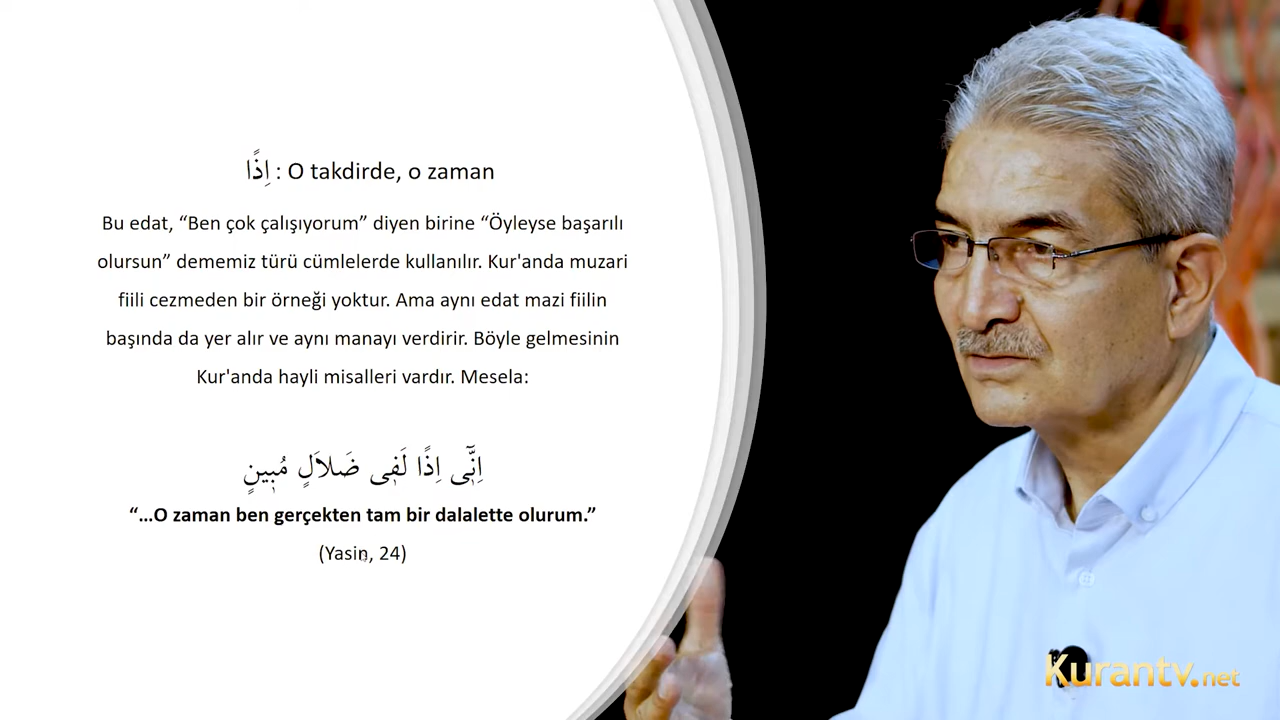 اِذًا : O takdirde, o zaman
Bu edat, “Ben çok çalışıyorum” diyen birine “Öyleyse başarılı
olursun” dememiz türü cümlelerde kullanılır. Kur'anda muzari
fiili cezmeden bir örneği yoktur. Ama aynı edat mazi fiilin
başında da yer alır ve aynı manayı verdirir. Böyle gelmesinin
Kur'anda hayli misalleri vardır. Mesela:
اِنّ۪ٓى اِذًا لَف۪ى ضَلاَلٍ مُب۪ينٍ
“...O zaman ben gerçekten tam bir dalalette olurum.”
(Yasin, 24)
Kurantv.net